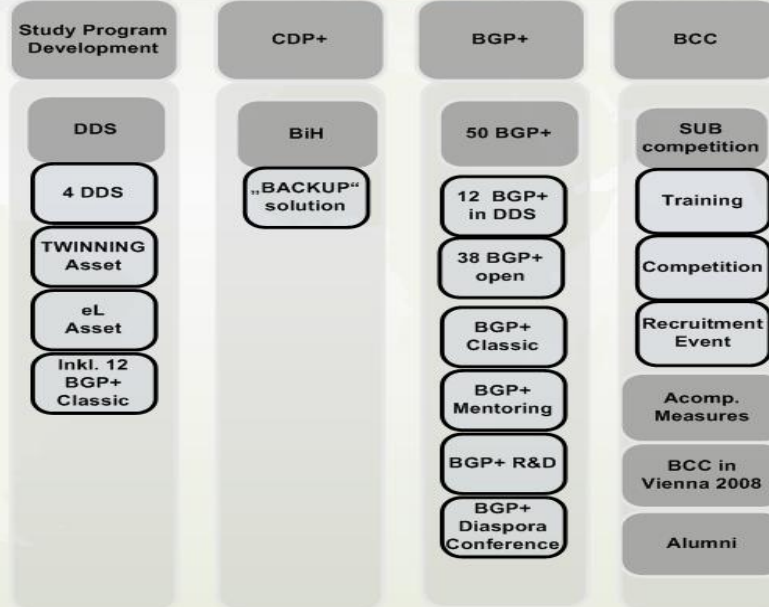 Study Program
Development
DDS
4 DDS
TWINNING
Asset
eL
Asset
Inkl. 12
BGP+
Classic
CDP+
BiH
„BACKUP“
solution
BGP+
50 BGP+
12 BGP+
in DDS
38 BGP+
open
BGP+
Classic
BGP+
Mentoring
BGP+ R&D
BGP+
Diaspora
Conference
BCC
SUB
competition
Training
Competition
Recruitment
Event
Acomp.
Measures
BCC in
Vienna 2008
Alumni